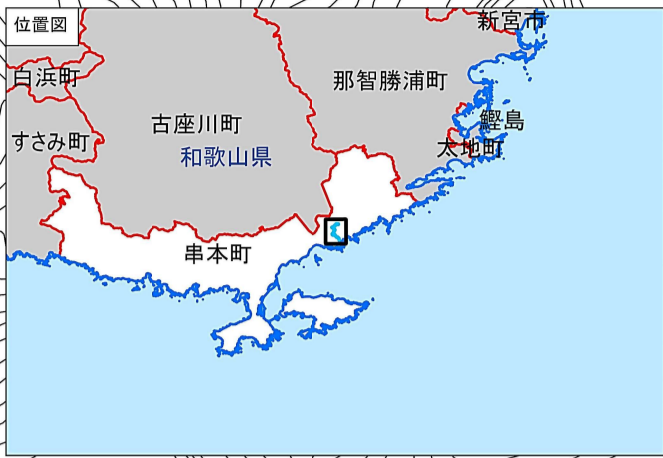 位置図
新宮市
白浜町
那智勝浦町
鰹島
古座川町
すさみ町
太地町
和歌山県
串本町